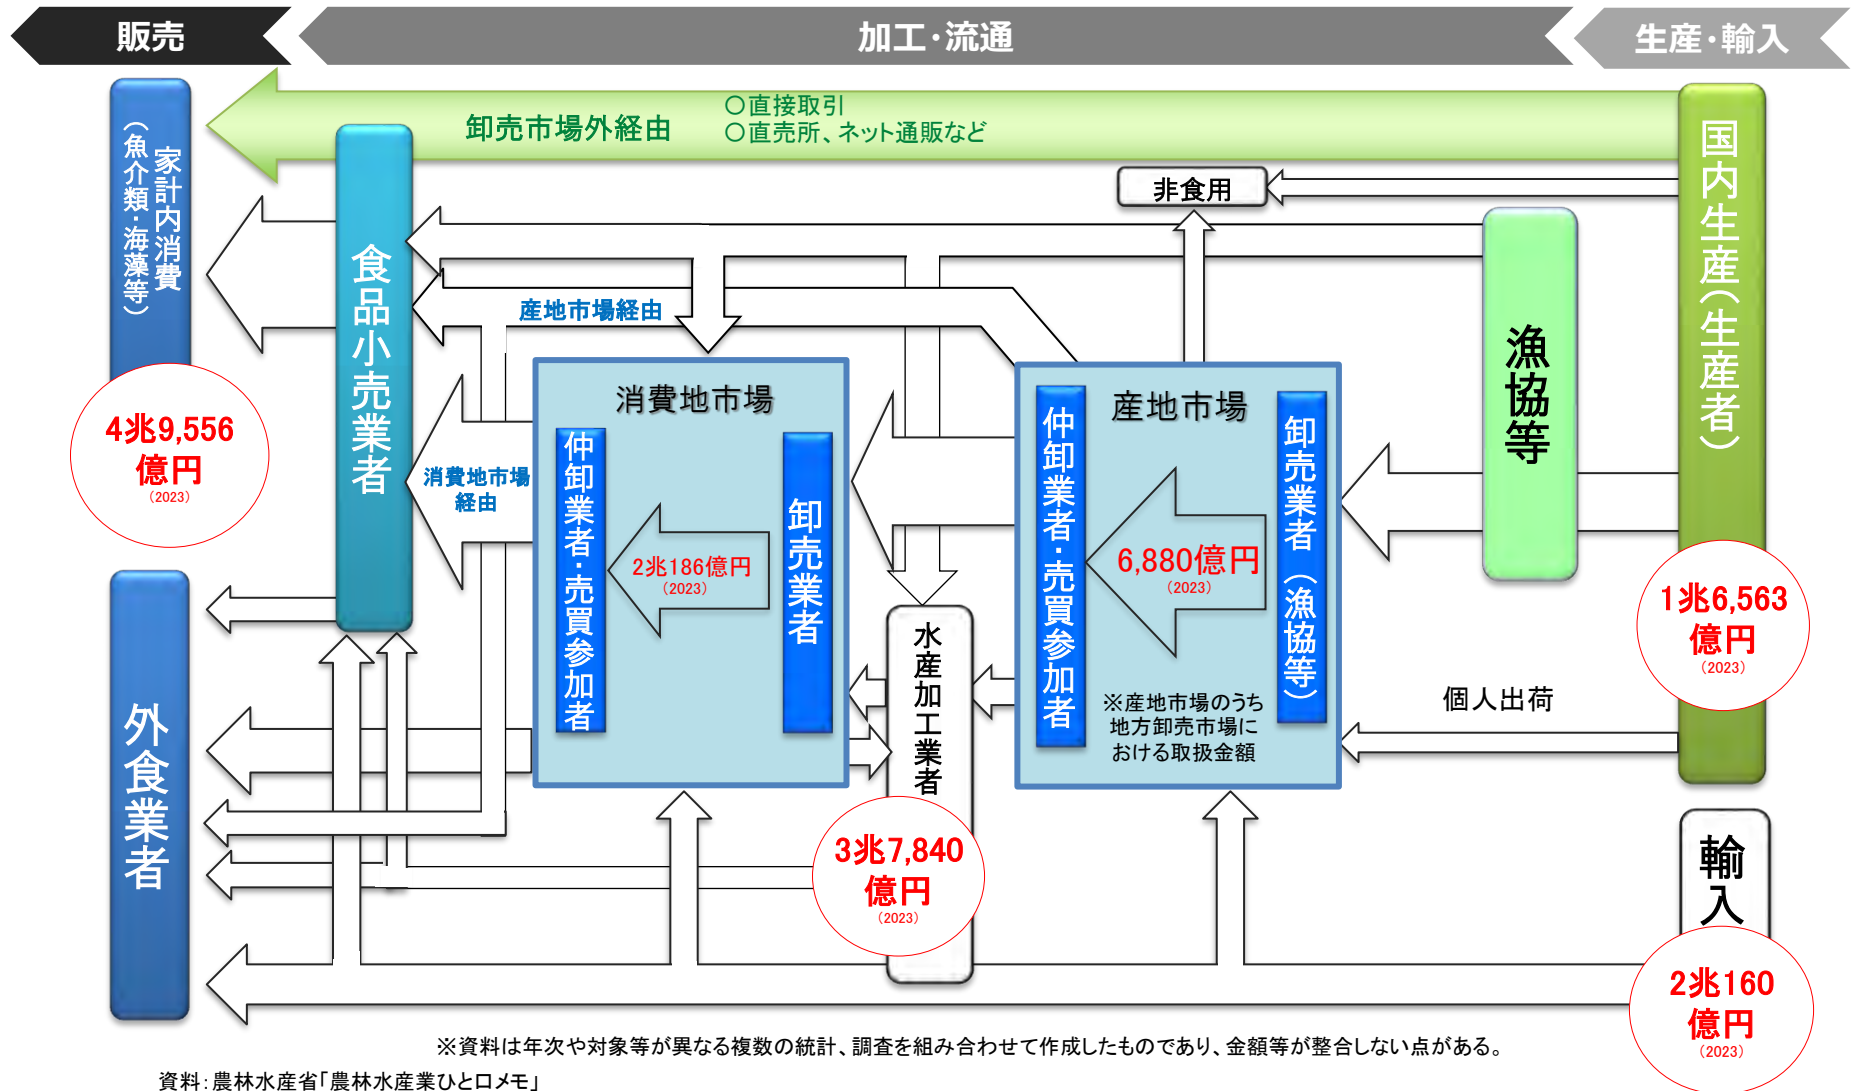 販売
加工・流通
生産・輸入
卸売市場外経由
○直接取引
○直売所、ネット通販など
家計内消費
（魚介類・海藻等）
4兆9,556
億円
（2023）
食品小売業者
外食業者
産地市場経由
消費地市場
経由
消費地市場
仲卸業者・売買参加者
2兆186億円
（2023）
卸売業者
水産加工業者
3兆7,840
億円
（2023）
非食用
産地市場
仲卸業者・売買参加者
6,880億円
（2023）
卸売業者（漁協等）
※産地市場のうち
地方卸売市場に
おける取扱金額
漁協等
個人出荷
国内生産（生産者）
1兆6,563
億円
（2023）
輸入
2兆160
億円
（2023）
※資料は年次や対象等が異なる複数の統計、調査を組み合わせて作成したものであり、金額等が整合しない点がある。
資料：農林水産省「農林水産業ひと口メモ」